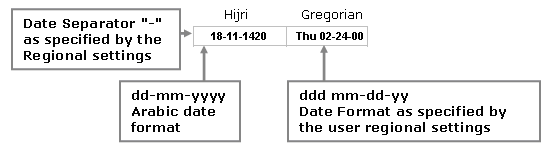 Hijri Gregorian
Date Separator "-"
as specified by the
Regional settings
18-11-1420 Thu 02-24-00
dd-mm-yyyy
Arabic date
format
ddd mm-dd-yy
Date Format as specified by
the user regional settings